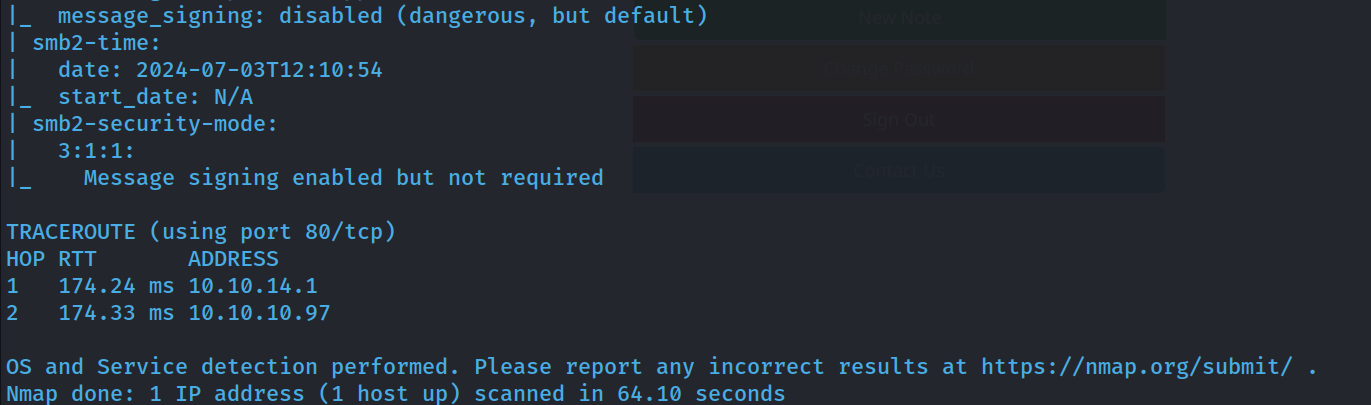 |_  message_signing: disabled (dangerous, but default)
| smb2-time:
|   date: 2024-07-03T12:10:54
|_  start_date: N/A
| smb2-security-mode:
|   3:1:1:
|_    Message signing enabled but not required
TRACEROUTE (using port 80/tcp)
HOP RTT       ADDRESS
1   174.24 ms 10.10.14.1
2   174.33 ms 10.10.10.97
OS and Service detection performed. Please report any incorrect results at https://nmap.org/submit/ .
Nmap done: 1 IP address (1 host up) scanned in 64.10 seconds
New Note
Change Password
Sign Out
Contact Us